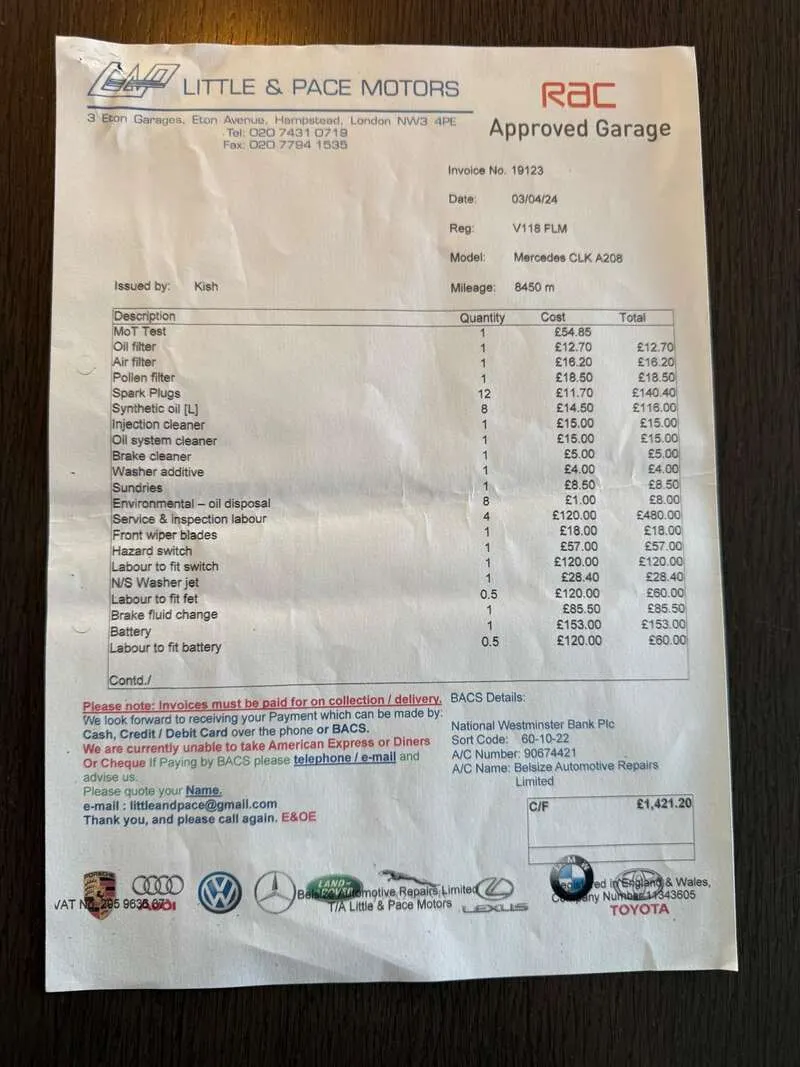 LITTLE & PACE MOTORS
3 Eton Garages, Eton Avenue, Hampstead, London NW3 4PE
Tel: 020 7431 0719
Fax: 020 7794 1535
RAC
Approved Garage
Invoice No. 19123
Date: 03/04/24
Reg: V118 FLM
Model: Mercedes CLK A208
Issued by: Kish
Mileage: 8450 m
Description Quantity Cost Total
MoT Test 1 £54.85
Oil filter 1 £12.70 £12.70
Air filter 1 £16.20 £16.20
Pollen filter 1 £18.50 £18.50
Spark Plugs 12 £11.70 £140.40
Synthetic oil [L] 8 £14.50 £116.00
Injection cleaner 1 £15.00 £15.00
Oil system cleaner 1 £15.00 £15.00
Brake cleaner 1 £5.00 £5.00
Washer additive 1 £4.00 £4.00
Sundries 1 £8.50 £8.50
Environmental – oil disposal 8 £1.00 £8.00
Service & inspection labour 4 £120.00 £480.00
Front wiper blades 1 £18.00 £18.00
Hazard switch 1 £57.00 £57.00
Labour to fit switch 1 £120.00 £120.00
N/S Washer jet 1 £28.40 £28.40
Labour to fit fet 0.5 £120.00 £60.00
Brake fluid change 1 £85.50 £85.50
Battery 1 £153.00 £153.00
Labour to fit battery 0.5 £120.00 £60.00
Contd./
Please note: Invoices must be paid for on collection / delivery.
We look forward to receiving your Payment which can be made by:
Cash, Credit / Debit Card over the phone or BACS.
We are currently unable to take American Express or Diners
Or Cheque If Paying by BACS please telephone / e-mail and
advise us.
Please quote your Name.
e-mail : littleandpace@gmail.com
Thank you, and please call again. E&OE
BACS Details:
National Westminster Bank Plc
Sort Code: 60-10-22
A/C Number: 90674421
A/C Name: Belsize Automotive Repairs
Limited
C/F £1,421.20
PORSCHE
LAND-
BMW
Belsize Automotive Repairs Limited
T/A Little & Pace Motors
LEXUS
Registered in England & Wales,
Company Number 11343605
TOYOTA
VAT No.
AUDI